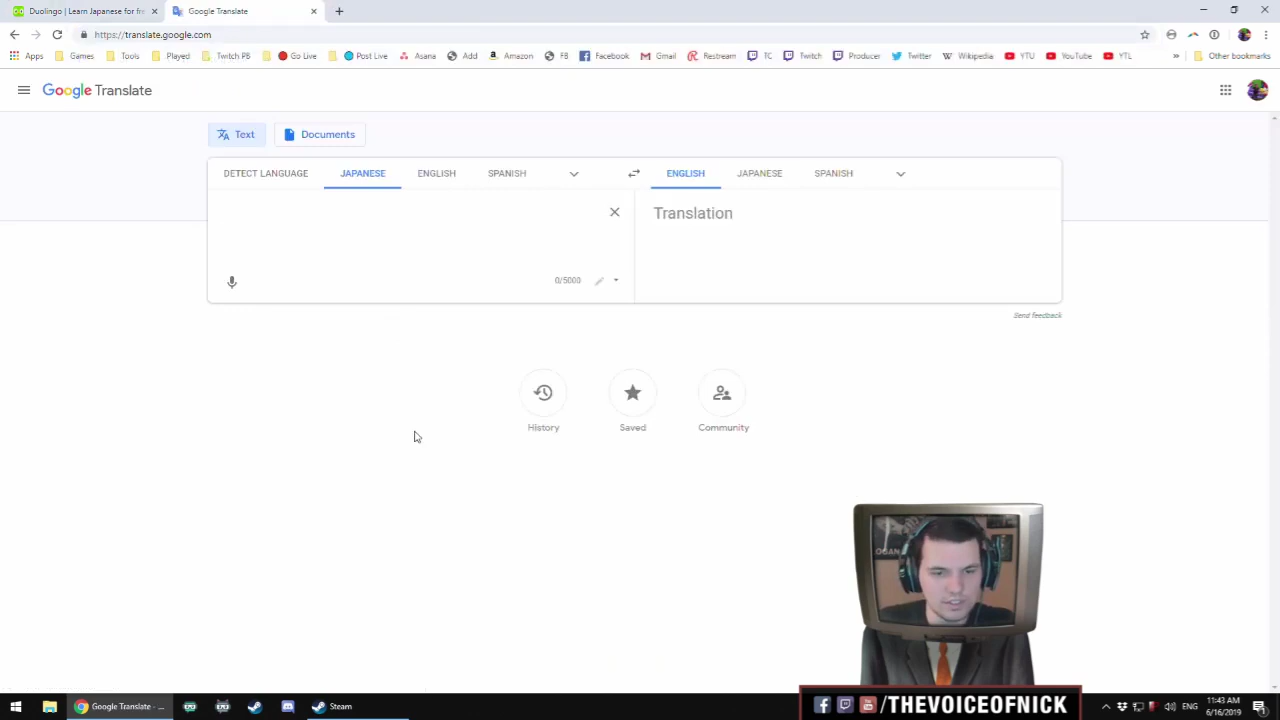 Duolingo | Learn Japanese for fr
Google Translate
https://translate.google.com
Apps Games Tools Played Twitch PB Go Live Post Live Asana Add Amazon FB Facebook Gmail Restream TC Twitch Producer Twitter Wikipedia YTU YouTube YTL » Other bookmarks
Google Translate
Text Documents
DETECT LANGUAGE JAPANESE ENGLISH SPANISH ENGLISH JAPANESE SPANISH
Translation
0/5000
Send feedback
History Saved Community
/THEVOICEOFNICK
Google Translate - ... Steam
ENG
11:43 AM
6/16/2019